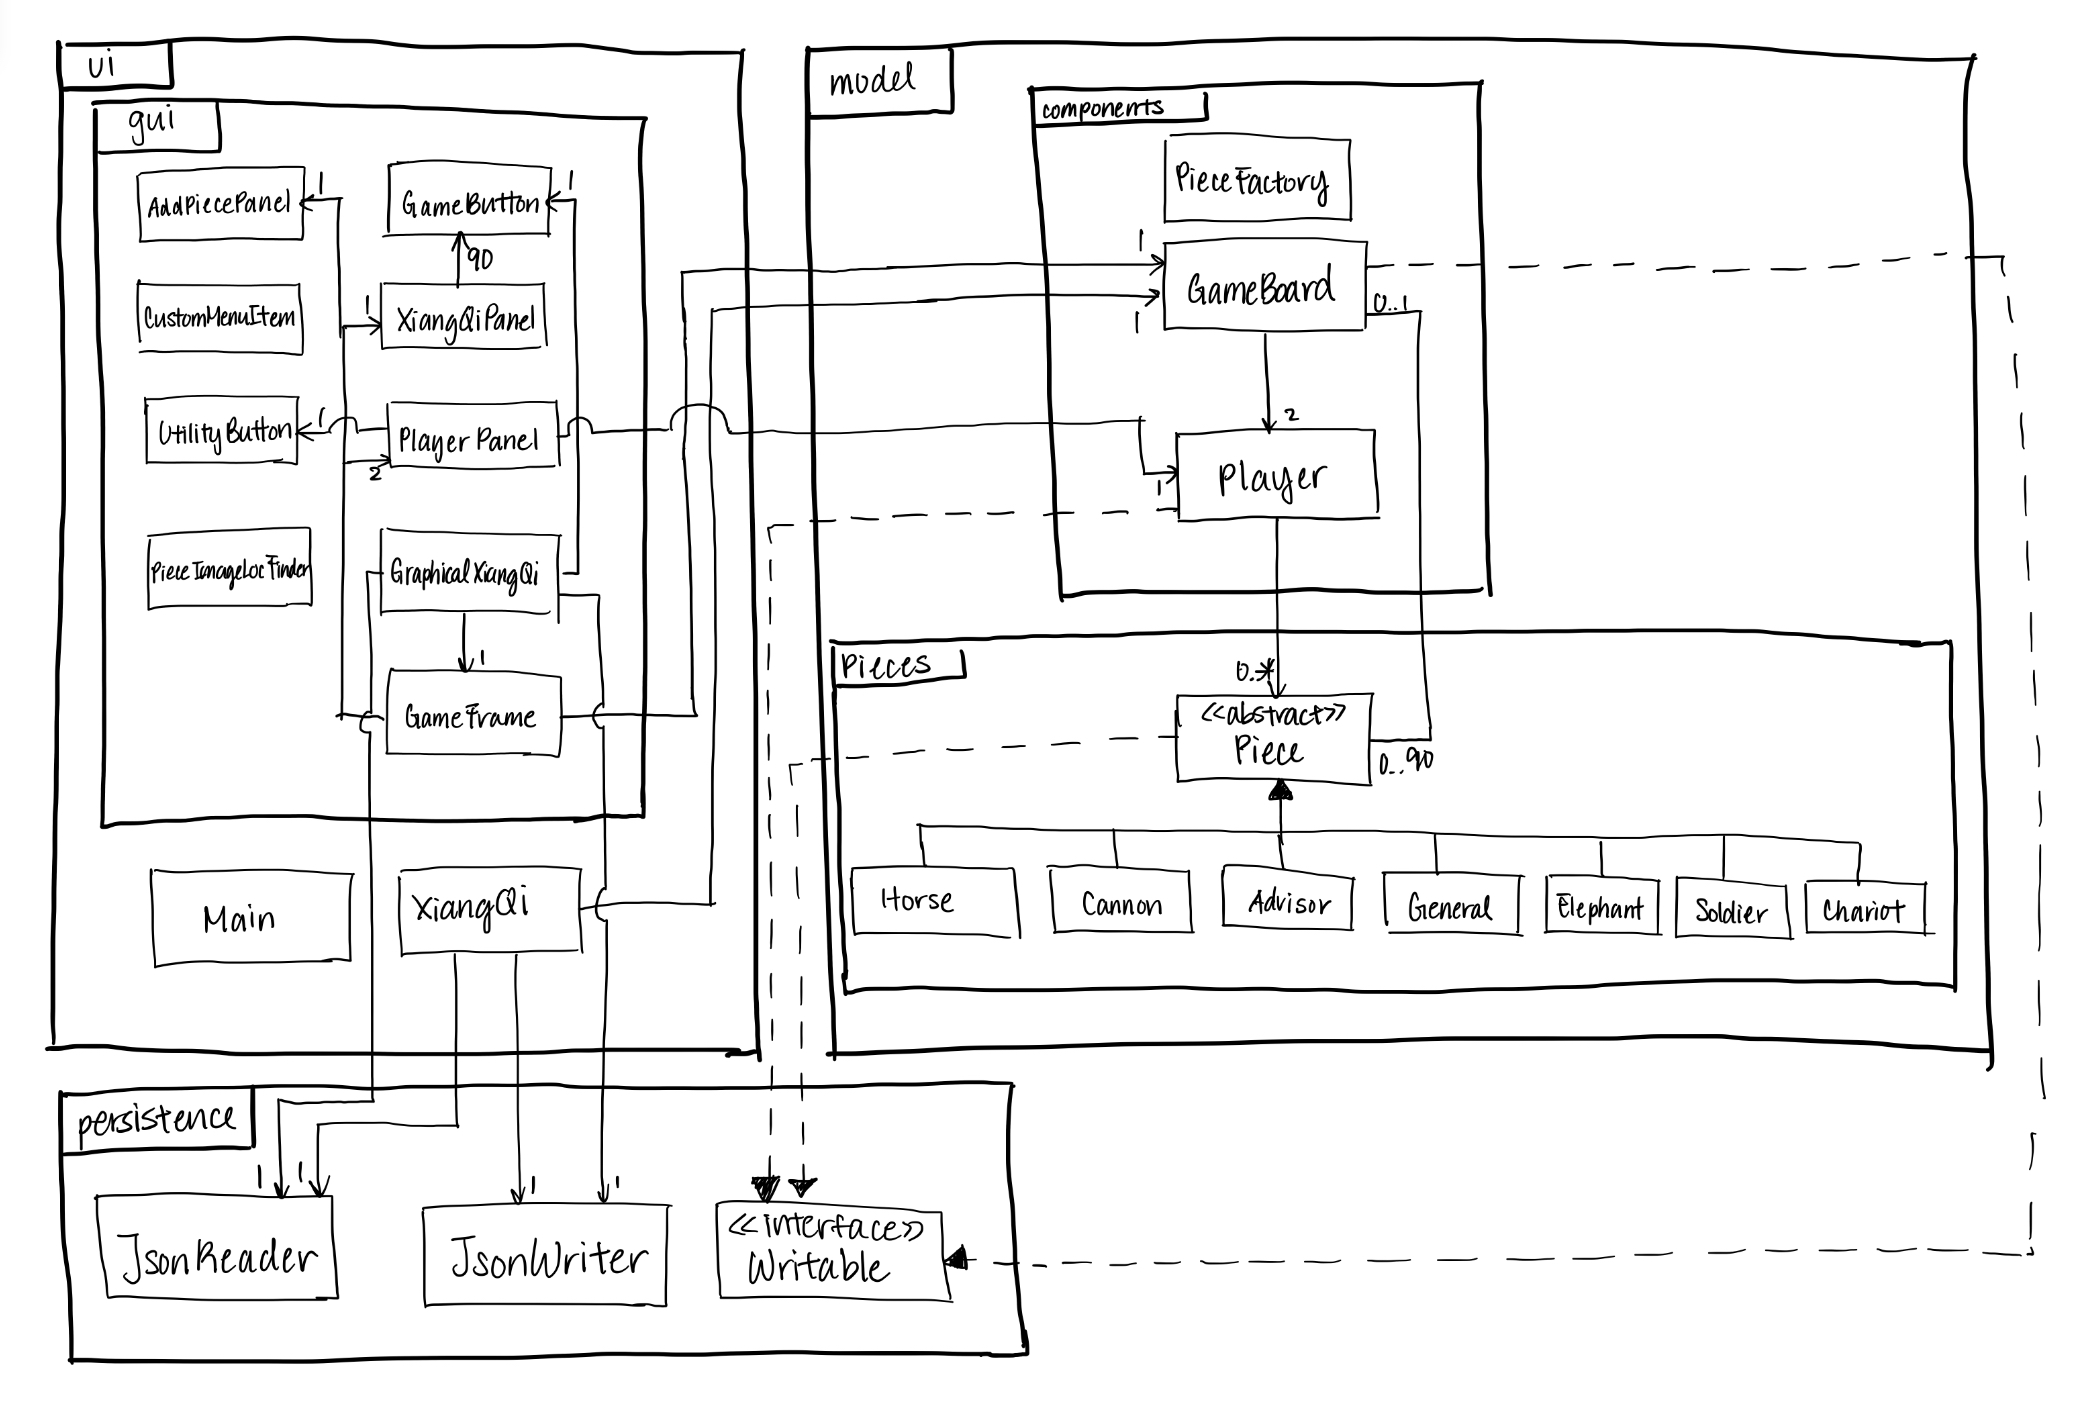 ui
gui
AddPiecePanel
1
GameButton
1
90
CustomMenuItem
1
XiangQiPanel
UtilityButton
1
PlayerPanel
2
PieceImageLocFinder
GraphicalXiangQi
1
GameFrame
Main
XiangQi
model
components
PieceFactory
1
GameBoard
0..1
1
2
Player
1
Pieces
0..*
<<abstract>>
Piece
0..90
Horse
Cannon
Advisor
General
Elephant
Soldier
Chariot
persistence
1
1
1
1
JsonReader
JsonWriter
<<interface>>
Writable